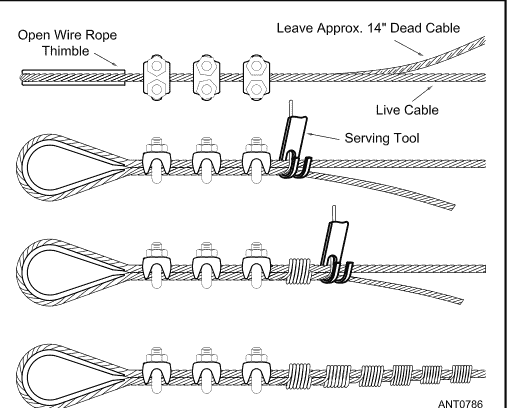 Open Wire Rope
Thimble
Leave Approx. 14" Dead Cable
Live Cable
Serving Tool
ANT0786